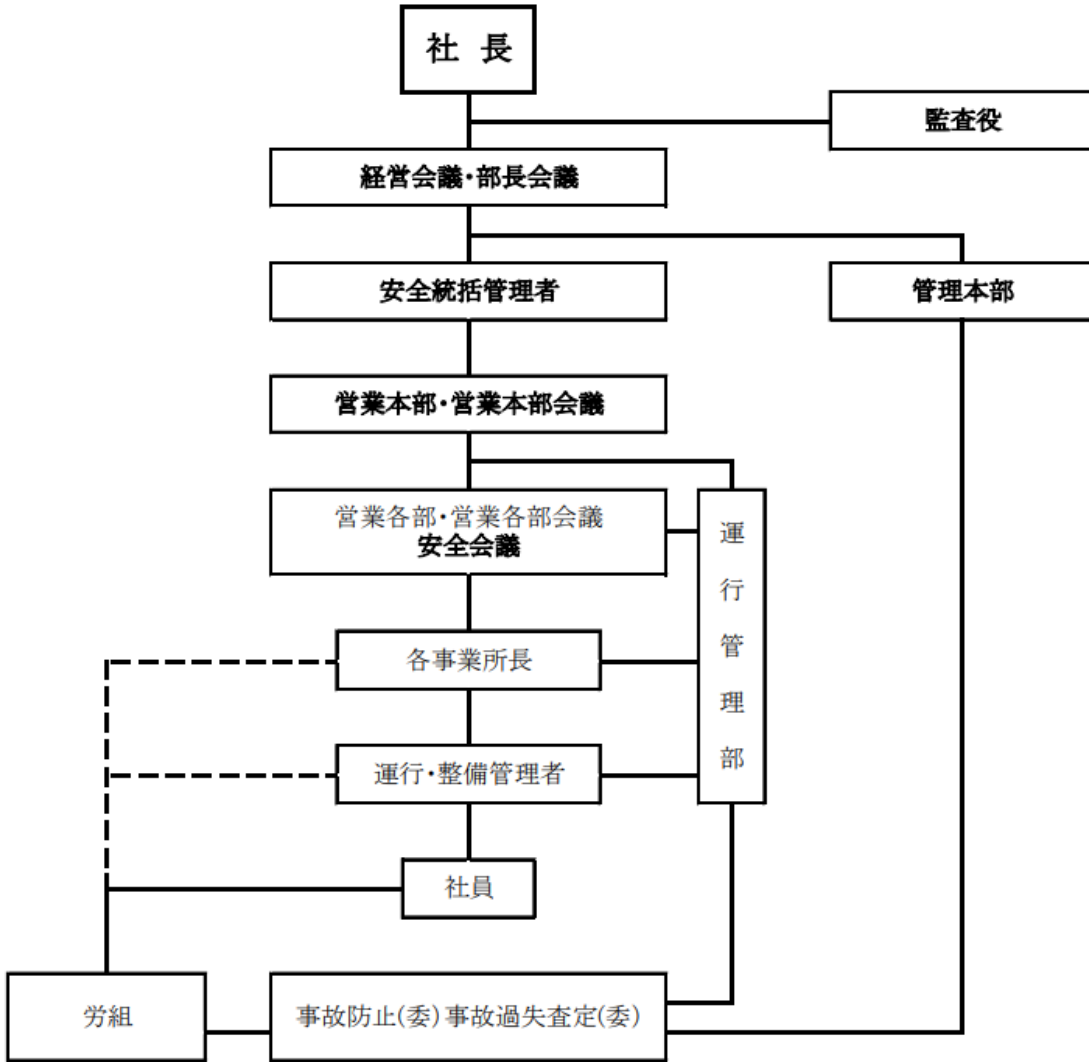 社 長
監査役
経営会議・部長会議
安全統括管理者
管理本部
営業本部・営業本部会議
営業各部・営業各部会議
安全会議
運行管理部
各事業所長
運行・整備管理者
社員
労組
事故防止(委) 事故過失査定(委)